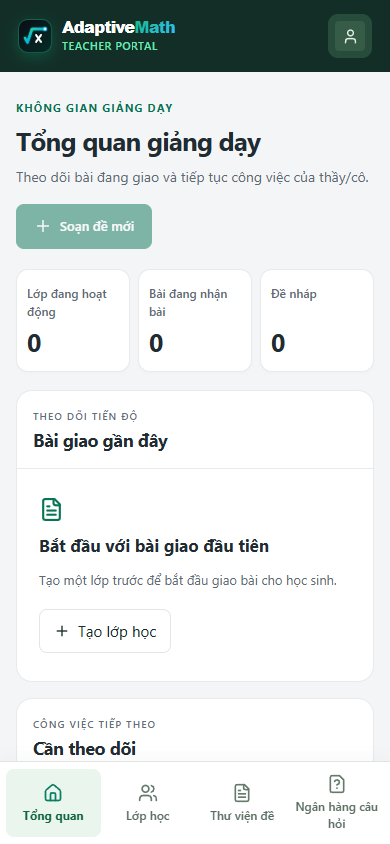 AdaptiveMath
TEACHER PORTAL
KHÔNG GIAN GIẢNG DẠY
Tổng quan giảng dạy
Theo dõi bài đang giao và tiếp tục công việc của thầy/cô.
+ Soạn đề mới
Lớp đang hoạt
động
0
Bài đang nhận
bài
0
Đề nháp
0
THEO DÕI TIẾN ĐỘ
Bài giao gần đây
Bắt đầu với bài giao đầu tiên
Tạo một lớp trước để bắt đầu giao bài cho học sinh.
+ Tạo lớp học
CÔNG VIỆC TIẾP THEO
Cần theo dõi
Tổng quan
Lớp học
Thư viện đề
Ngân hàng câu
hỏi